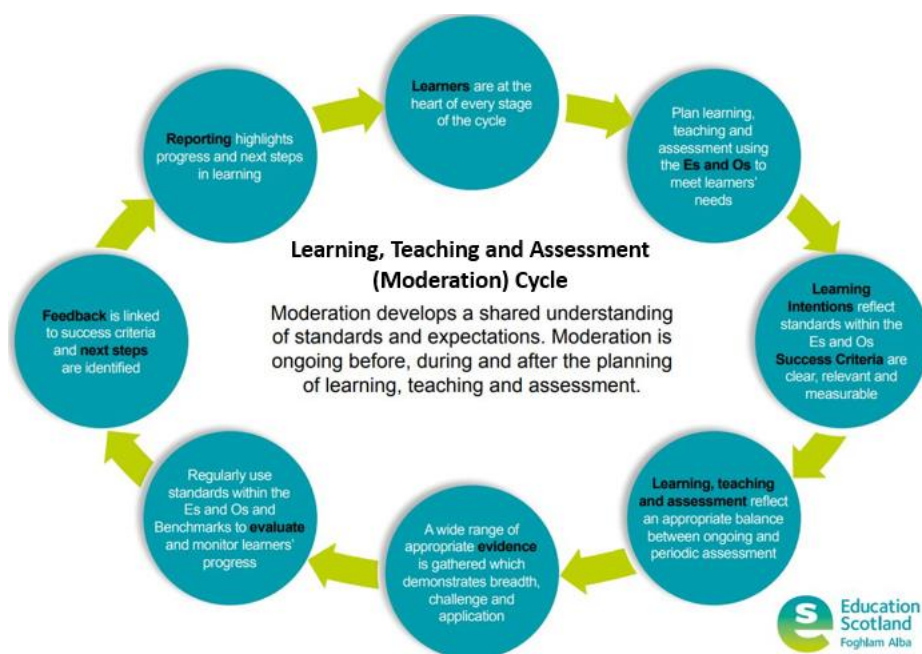 Learners are at the
heart of every stage
of the cycle
Plan learning,
teaching and
assessment using
the Es and Os to
meet learners'
needs
Learning
Intentions reflect
standards within the
Es and Os
Success Criteria are
clear, relevant and
measurable
Learning, teaching
and assessment reflect
an appropriate balance
between ongoing and
periodic assessment
A wide range of
appropriate evidence
is gathered which
demonstrates breadth,
challenge and
application
Regularly use
standards within the
Es and Os and
Benchmarks to evaluate
and monitor learners'
progress
Feedback is linked
to success criteria
and next steps
are identified
Reporting highlights
progress and next steps
in learning
Learning, Teaching and Assessment
(Moderation) Cycle
Moderation develops a shared understanding
of standards and expectations. Moderation is
ongoing before, during and after the planning
of learning, teaching and assessment.
Education
Scotland
Foghlam Alba